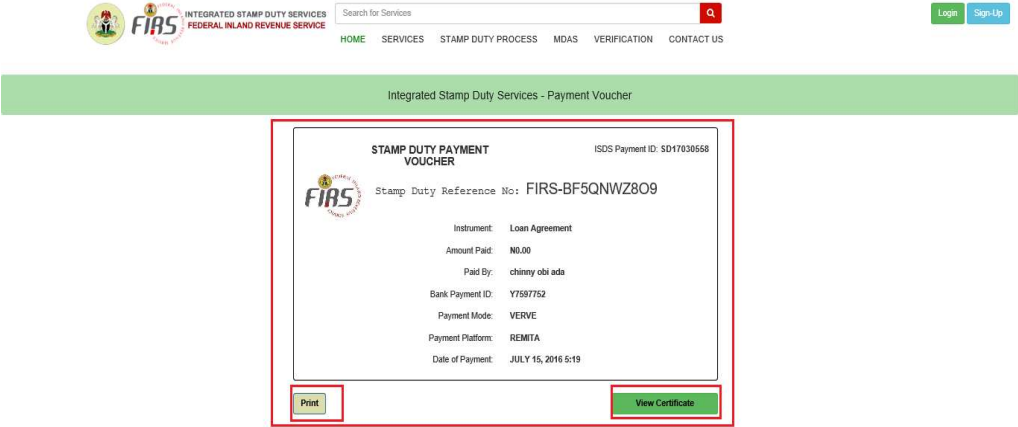 FIRS
INTEGRATED STAMP DUTY SERVICES
FEDERAL INLAND REVENUE SERVICE
Search for Services
Login Sign-Up
HOME SERVICES STAMP DUTY PROCESS MDAS VERIFICATION CONTACT US
Integrated Stamp Duty Services - Payment Voucher
STAMP DUTY PAYMENT
VOUCHER
ISDS Payment ID: SD17030558
FIRS
Stamp Duty Reference No: FIRS-BF5QNWZ8O9
Instrument: Loan Agreement
Amount Paid: N0.00
Paid By: chinny obi ada
Bank Payment ID: Y7597752
Payment Mode: VERVE
Payment Platform: REMITA
Date of Payment: JULY 15, 2016 5:19
Print
View Certificate